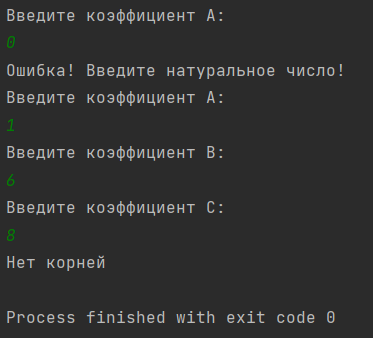 Введите коэффициент A:
0
Ошибка! Введите натуральное число!
Введите коэффициент A:
1
Введите коэффициент B:
6
Введите коэффициент C:
8
Нет корней
Process finished with exit code 0